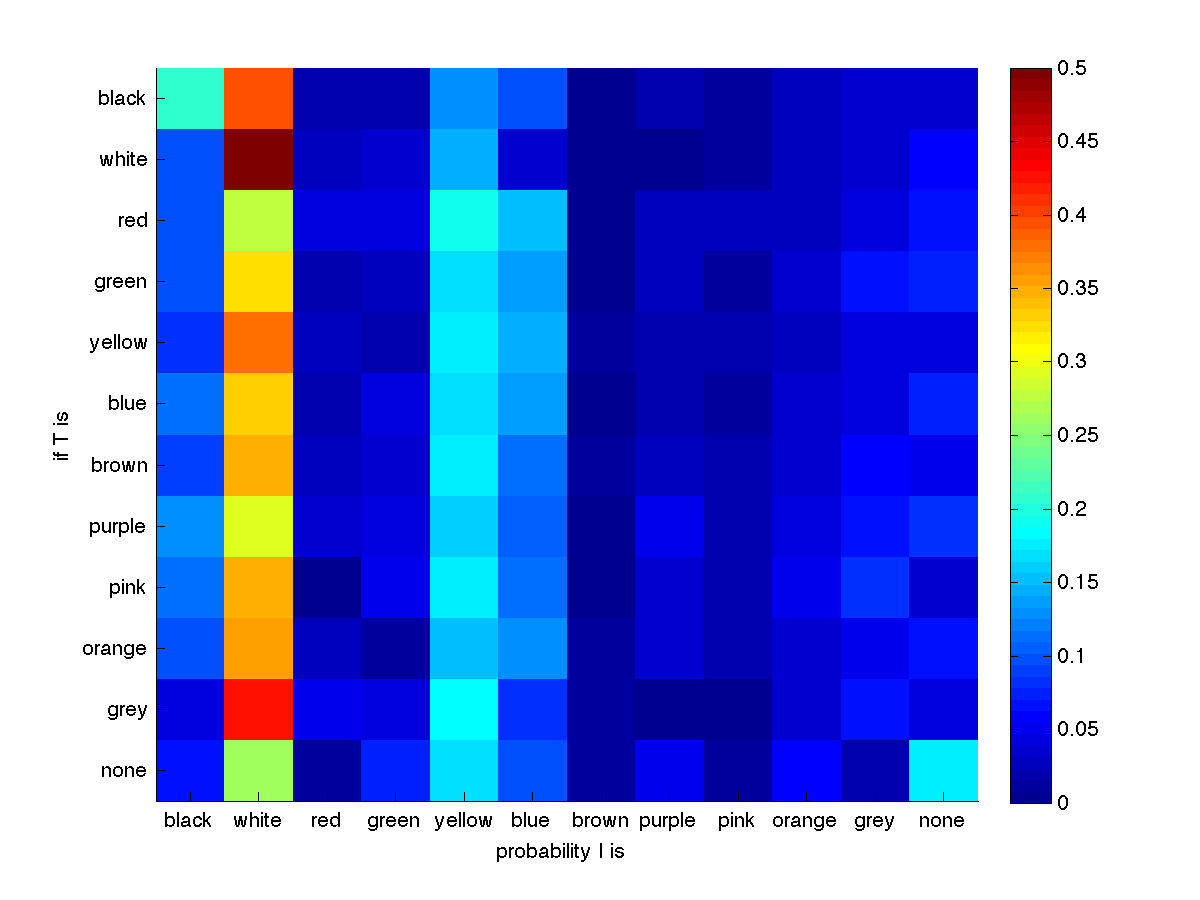 black
white
red
green
yellow
blue
brown
purple
pink
orange
grey
none
if T is
black white red green yellow blue brown purple pink orange grey none
probability I is
0.5
0.45
0.4
0.35
0.3
0.25
0.2
0.15
0.1
0.05
0